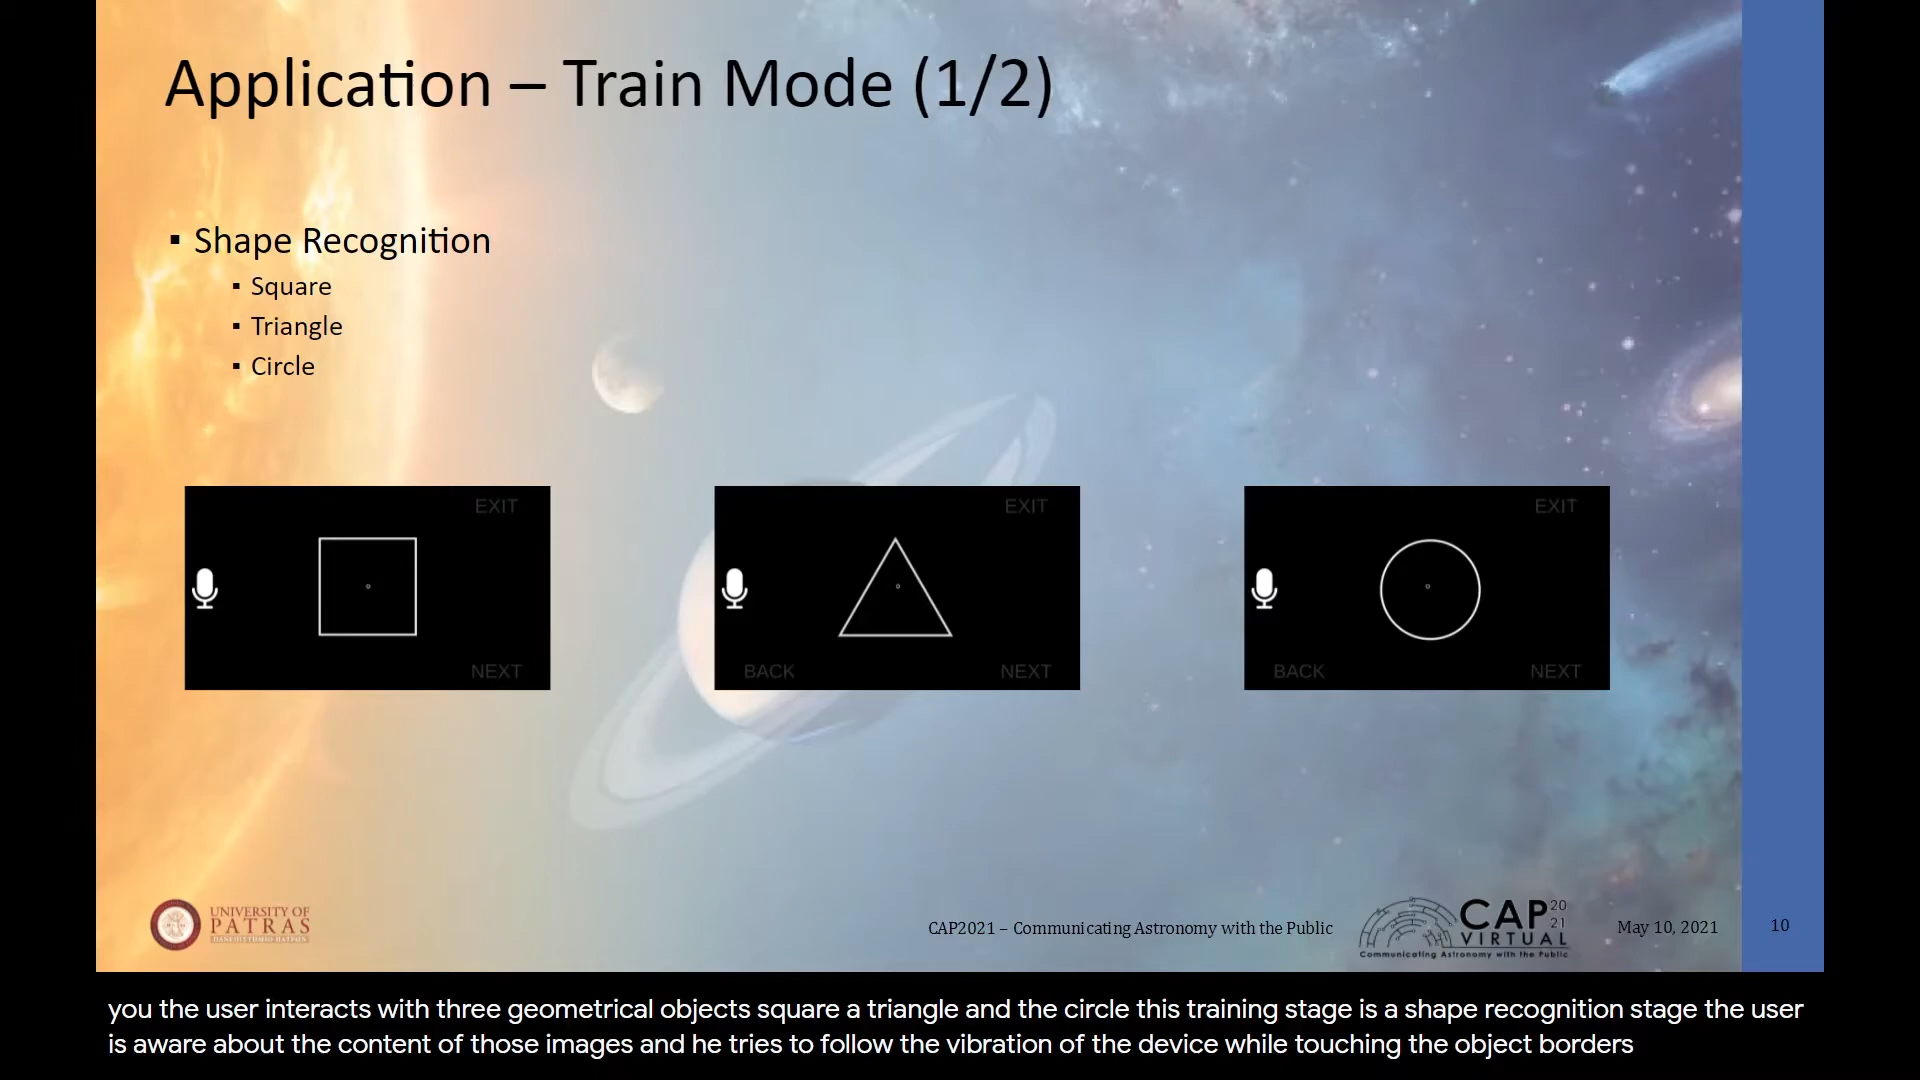 Application – Train Mode (1/2)
▪ Shape Recognition
▪ Square
▪ Triangle
▪ Circle
EXIT
NEXT
EXIT
BACK
NEXT
EXIT
BACK
NEXT
UNIVERSITY OF
PATRAS
ΠΑΝΕΠΙΣΤΗΜΙΟ ΠΑΤΡΩΝ
CAP2021 – Communicating Astronomy with the Public
CAP 20
21
VIRTUAL
Communicating Astronomy with the Public
May 10, 2021
10
you the user interacts with three geometrical objects square a triangle and the circle this training stage is a shape recognition stage the user
is aware about the content of those images and he tries to follow the vibration of the device while touching the object borders